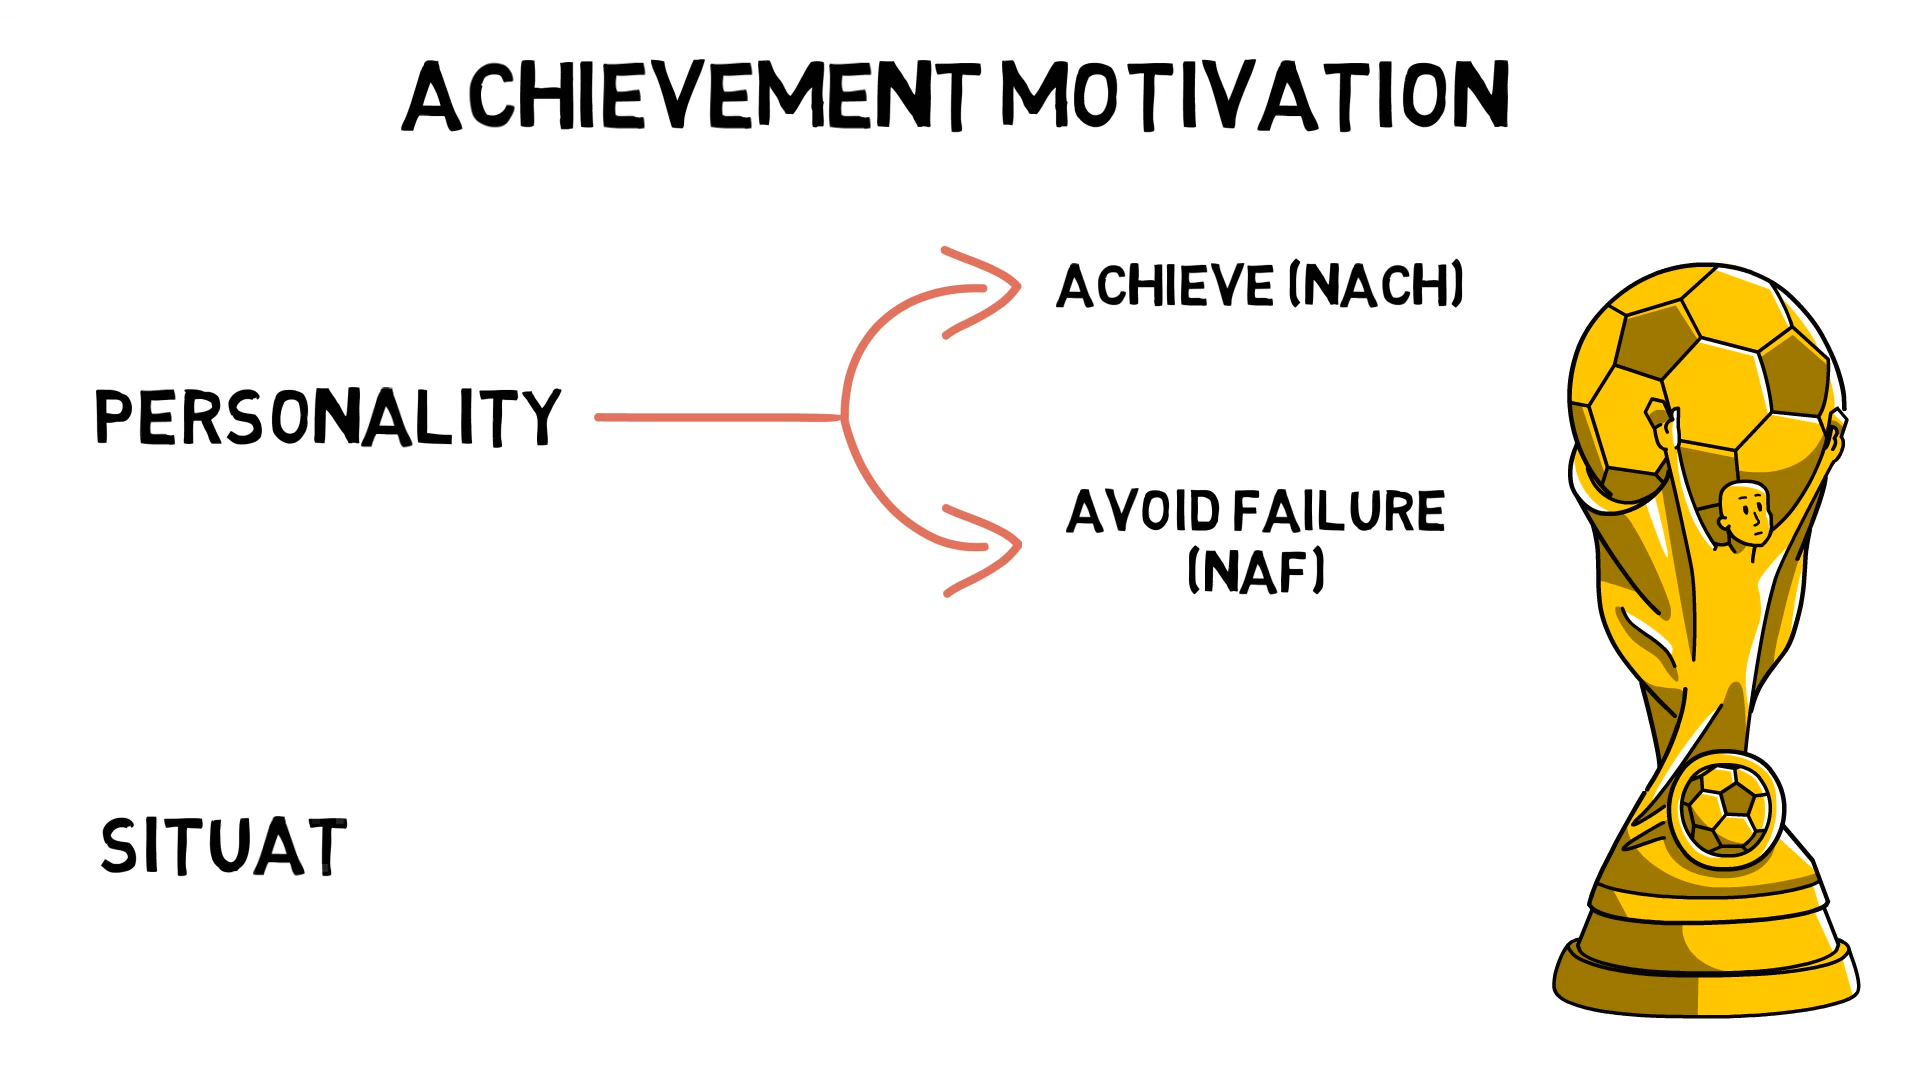 ACHIEVEMENT MOTIVATION
ACHIEVE (NACH)
PERSONALITY
AVOID FAILURE
(NAF)
SITUAT